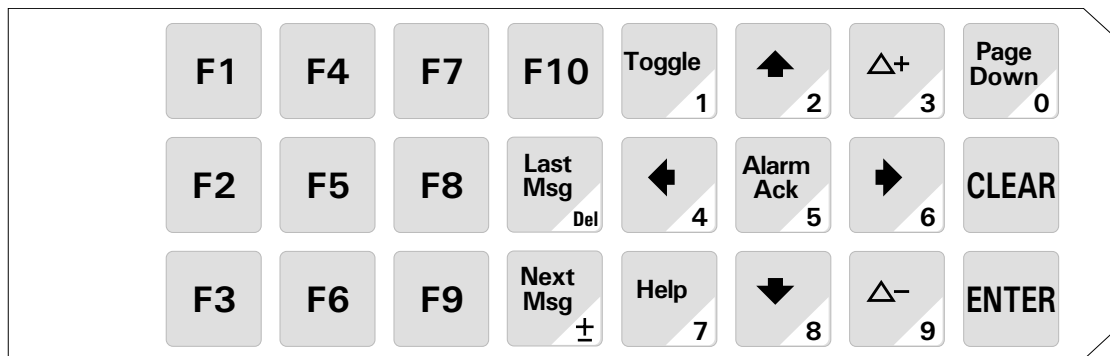 F1
F4
F7
F10
Toggle
1
2
△+
3
Page
Down
0
F2
F5
F8
Last
Msg
Del
4
Alarm
Ack
5
6
CLEAR
F3
F6
F9
Next
Msg
±
Help
7
8
△−
9
ENTER